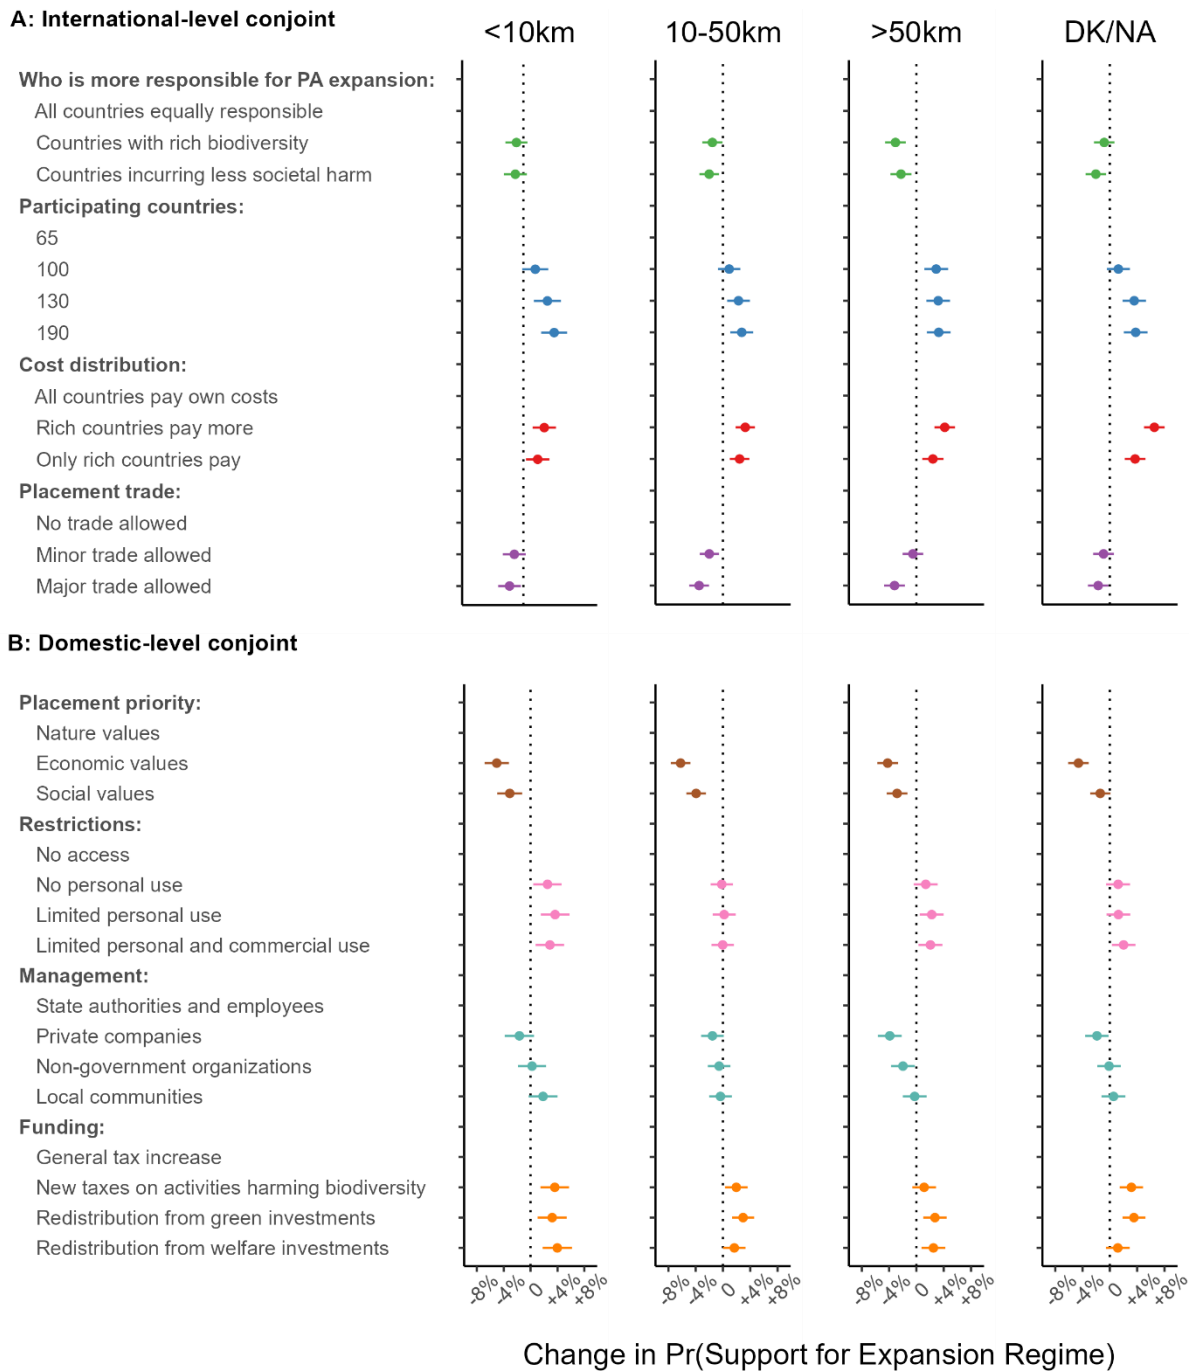 A: International-level conjoint
<10km 10-50km >50km DK/NA
Who is more responsible for PA expansion:
All countries equally responsible
Countries with rich biodiversity
Countries incurring less societal harm
Participating countries:
65
100
130
190
Cost distribution:
All countries pay own costs
Rich countries pay more
Only rich countries pay
Placement trade:
No trade allowed
Minor trade allowed
Major trade allowed
B: Domestic-level conjoint
Placement priority:
Nature values
Economic values
Social values
Restrictions:
No access
No personal use
Limited personal use
Limited personal and commercial use
Management:
State authorities and employees
Private companies
Non-government organizations
Local communities
Funding:
General tax increase
New taxes on activities harming biodiversity
Redistribution from green investments
Redistribution from welfare investments
-8% -4% 0 +4% +8% -8% -4% 0 +4% +8% -8% -4% 0 +4% +8% -8% -4% 0 +4% +8%
Change in Pr(Support for Expansion Regime)